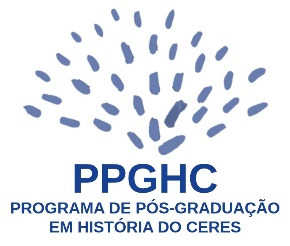 PPGHC
PROGRAMA DE PÓS-GRADUAÇÃO
EM HISTÓRIA DO CERES